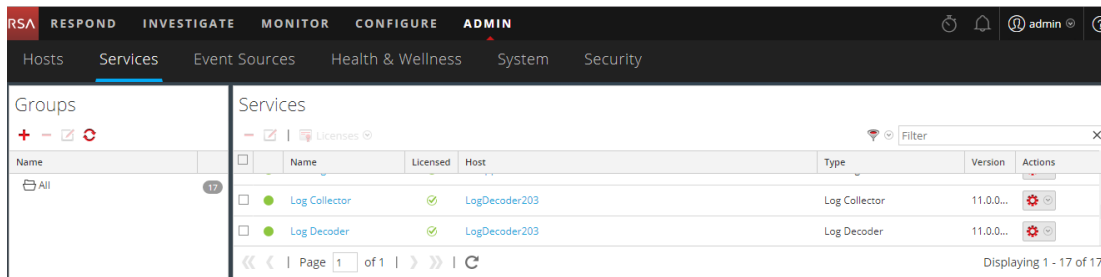 RSA RESPOND INVESTIGATE MONITOR CONFIGURE ADMIN admin
Hosts Services Event Sources Health & Wellness System Security
Groups
Name
All 17
Services
Licenses
Filter
Name Licensed Host Type Version Actions
Log Collector LogDecoder203 Log Collector 11.0.0...
Log Decoder LogDecoder203 Log Decoder 11.0.0...
Page 1 of 1 Displaying 1 - 17 of 17